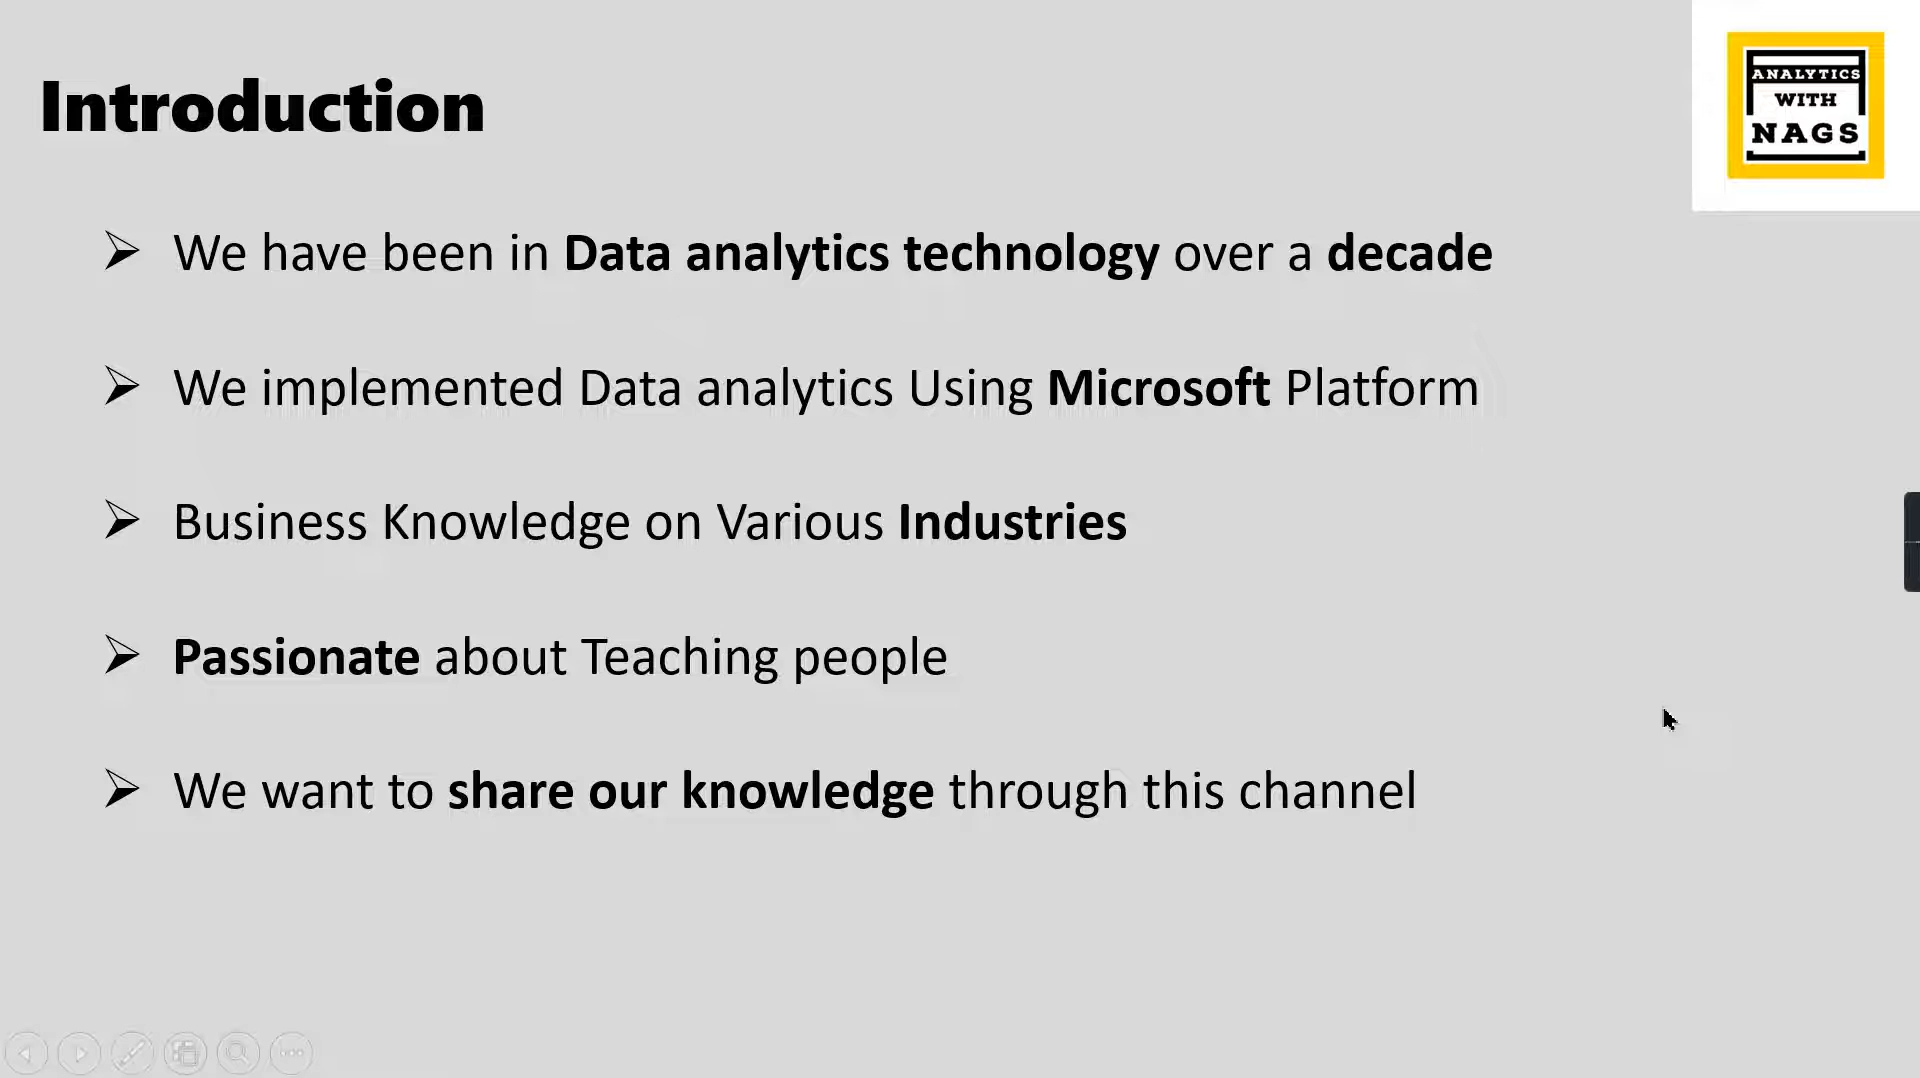 Introduction
ANALYTICS
WITH
NAGS
We have been in Data analytics technology over a decade
We implemented Data analytics Using Microsoft Platform
Business Knowledge on Various Industries
Passionate about Teaching people
We want to share our knowledge through this channel